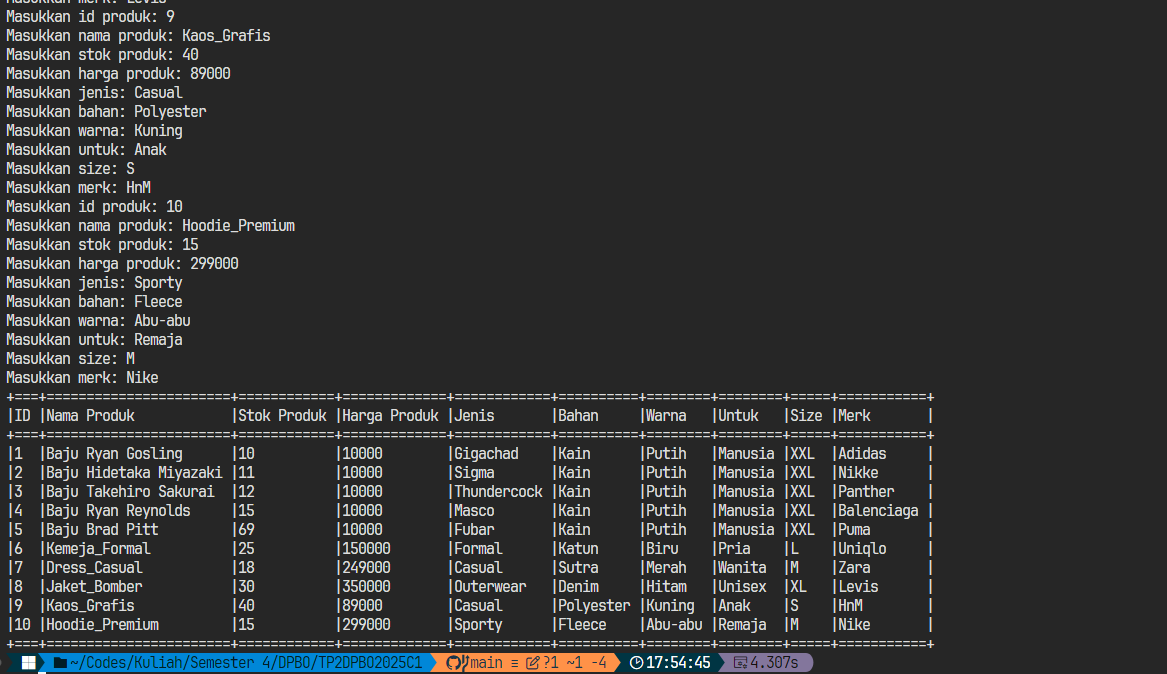 Masukkan merk: Levis
Masukkan id produk: 9
Masukkan nama produk: Kaos_Grafis
Masukkan stok produk: 40
Masukkan harga produk: 89000
Masukkan jenis: Casual
Masukkan bahan: Polyester
Masukkan warna: Kuning
Masukkan untuk: Anak
Masukkan size: S
Masukkan merk: HnM
Masukkan id produk: 10
Masukkan nama produk: Hoodie_Premium
Masukkan stok produk: 15
Masukkan harga produk: 299000
Masukkan jenis: Sporty
Masukkan bahan: Fleece
Masukkan warna: Abu-abu
Masukkan untuk: Remaja
Masukkan size: M
Masukkan merk: Nike
+===+=======================+============+=============+============+==========+========+========+=====+===========+
|ID |Nama Produk            |Stok Produk |Harga Produk |Jenis       |Bahan     |Warna   |Untuk   |Size |Merk       |
+===+=======================+============+=============+============+==========+========+========+=====+===========+
|1  |Baju Ryan Gosling      |10          |10000        |Gigachad    |Kain      |Putih   |Manusia |XXL  |Adidas     |
|2  |Baju Hidetaka Miyazaki |11          |10000        |Sigma       |Kain      |Putih   |Manusia |XXL  |Nikke      |
|3  |Baju Takehiro Sakurai  |12          |10000        |Thundercock |Kain      |Putih   |Manusia |XXL  |Panther    |
|4  |Baju Ryan Reynolds     |15          |10000        |Masco       |Kain      |Putih   |Manusia |XXL  |Balenciaga |
|5  |Baju Brad Pitt         |69          |10000        |Fubar       |Kain      |Putih   |Manusia |XXL  |Puma       |
|6  |Kemeja_Formal          |25          |150000       |Formal      |Katun     |Biru    |Pria    |L    |Uniqlo     |
|7  |Dress_Casual           |18          |249000       |Casual      |Sutra     |Merah   |Wanita  |M    |Zara       |
|8  |Jaket_Bomber           |30          |350000       |Outerwear   |Denim     |Hitam   |Unisex  |XL   |Levis      |
|9  |Kaos_Grafis            |40          |89000        |Casual      |Polyester |Kuning  |Anak    |S    |HnM        |
|10 |Hoodie_Premium         |15          |299000       |Sporty      |Fleece    |Abu-abu |Remaja  |M    |Nike       |
+===+=======================+============+=============+============+==========+========+========+=====+===========+
~/Codes/Kuliah/Semester 4/DPBO/TP2DPBO2025C1 main ≡ ?1 ~1 -4 17:54:45 4.307s